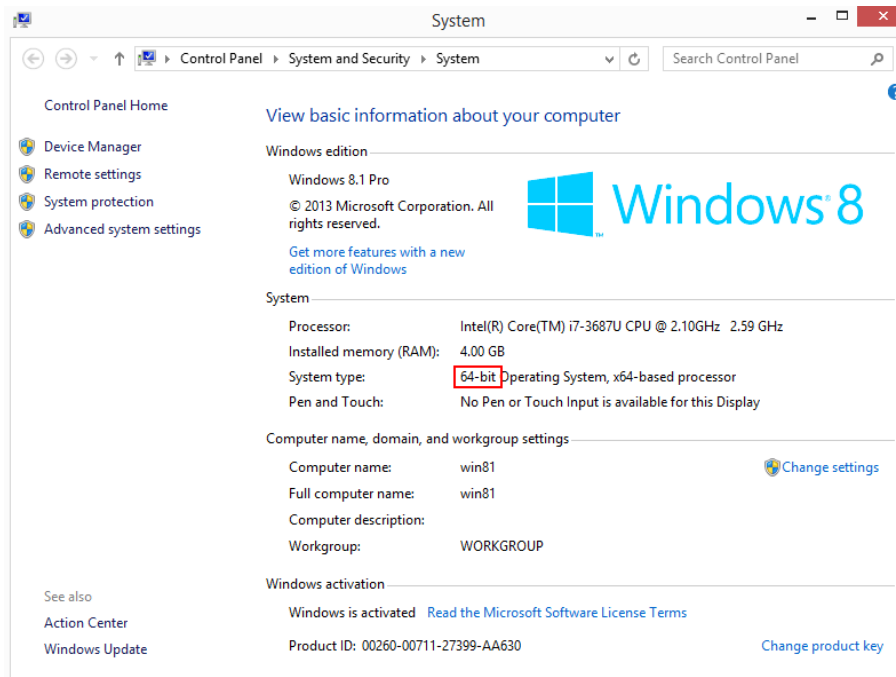 System
Control Panel System and Security System
Search Control Panel
Control Panel Home
Device Manager
Remote settings
System protection
Advanced system settings
View basic information about your computer
Windows edition
Windows 8.1 Pro
© 2013 Microsoft Corporation. All
rights reserved.
Get more features with a new
edition of Windows
Windows 8
System
Processor: Intel(R) Core(TM) i7-3687U CPU @ 2.10GHz 2.59 GHz
Installed memory (RAM): 4.00 GB
System type: 64-bit Operating System, x64-based processor
Pen and Touch: No Pen or Touch Input is available for this Display
Computer name, domain, and workgroup settings
Computer name: win81
Change settings
Full computer name: win81
Computer description:
Workgroup: WORKGROUP
Windows activation
Windows is activated Read the Microsoft Software License Terms
Product ID: 00260-00711-27399-AA630
Change product key
See also
Action Center
Windows Update